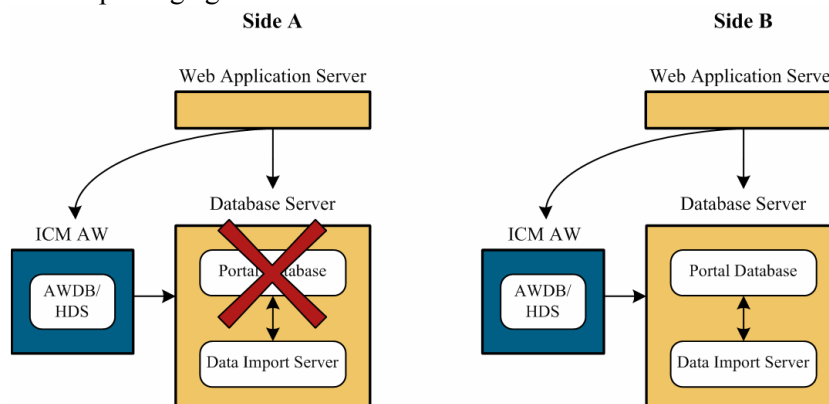 Side A
Side B
Web Application Server
Web Application Serve
Database Server
Database Server
ICM AW
ICM AW
Portal Database
Portal Database
AWDB/
HDS
AWDB/
HDS
Data Import Server
Data Import Server